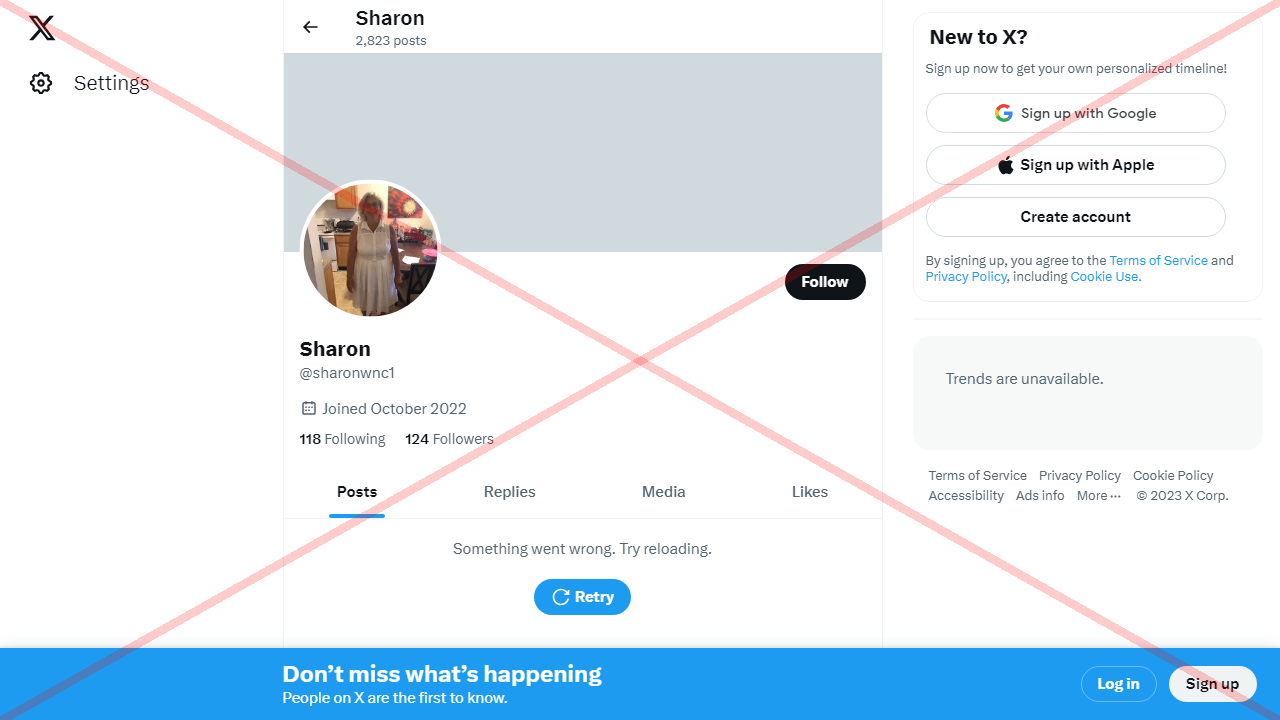 Settings
Sharon
2,823 posts
Follow
Sharon
@sharonwnc1
Joined October 2022
118 Following 124 Followers
Posts Replies Media Likes
Something went wrong. Try reloading.
Retry
New to X?
Sign up now to get your own personalized timeline!
Sign up with Google
Sign up with Apple
Create account
By signing up, you agree to the Terms of Service and
Privacy Policy, including Cookie Use.
Trends are unavailable.
Terms of Service Privacy Policy Cookie Policy
Accessibility Ads info More ··· © 2023 X Corp.
Don’t miss what’s happening
People on X are the first to know.
Log in Sign up